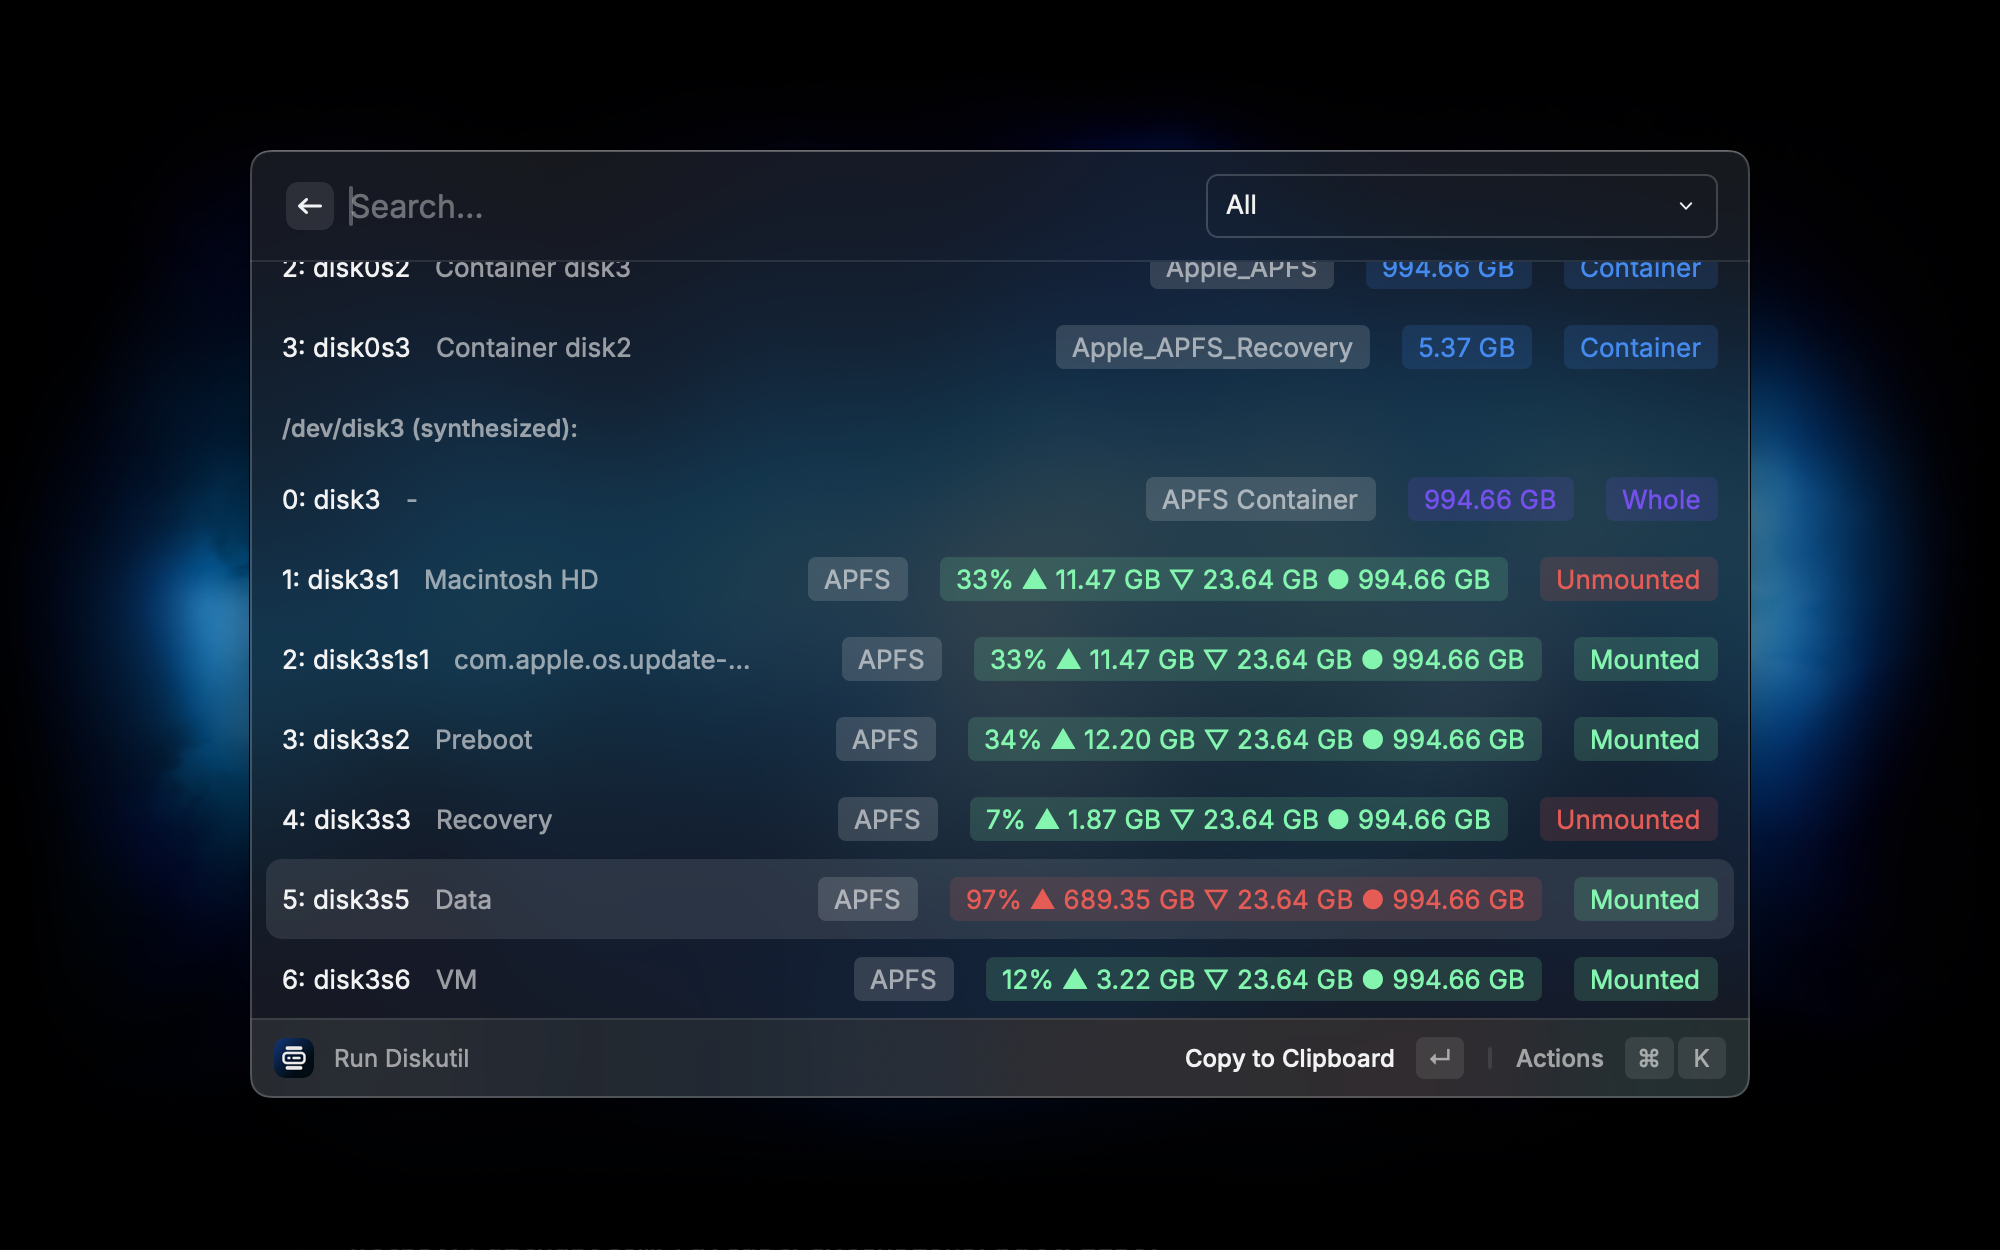 Search...
All
2: disk0s2 Container disk3 Apple_APFS 994.66 GB Container
3: disk0s3 Container disk2 Apple_APFS_Recovery 5.37 GB Container
/dev/disk3 (synthesized):
0: disk3 - APFS Container 994.66 GB Whole
1: disk3s1 Macintosh HD APFS 33% ▲ 11.47 GB ▽ 23.64 GB ● 994.66 GB Unmounted
2: disk3s1s1 com.apple.os.update-... APFS 33% ▲ 11.47 GB ▽ 23.64 GB ● 994.66 GB Mounted
3: disk3s2 Preboot APFS 34% ▲ 12.20 GB ▽ 23.64 GB ● 994.66 GB Mounted
4: disk3s3 Recovery APFS 7% ▲ 1.87 GB ▽ 23.64 GB ● 994.66 GB Unmounted
5: disk3s5 Data APFS 97% ▲ 689.35 GB ▽ 23.64 GB ● 994.66 GB Mounted
6: disk3s6 VM APFS 12% ▲ 3.22 GB ▽ 23.64 GB ● 994.66 GB Mounted
Run Diskutil Copy to Clipboard ↵ | Actions ⌘ K